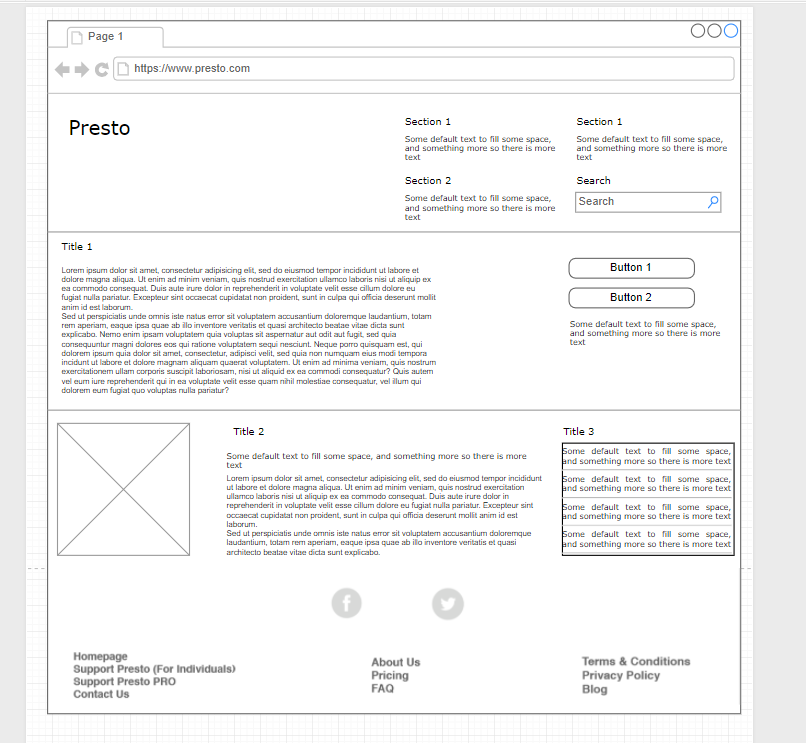 Page 1
https://www.presto.com
Presto
Section 1
Some default text to fill some space,
and something more so there is more
text
Section 1
Some default text to fill some space,
and something more so there is more
text
Section 2
Some default text to fill some space,
and something more so there is more
text
Search
Search
Title 1
Lorem ipsum dolor sit amet, consectetur adipisicing elit, sed do eiusmod tempor incididunt ut labore et
dolore magna aliqua. Ut enim ad minim veniam, quis nostrud exercitation ullamco laboris nisi ut aliquip ex
ea commodo consequat. Duis aute irure dolor in reprehenderit in voluptate velit esse cillum dolore eu
fugiat nulla pariatur. Excepteur sint occaecat cupidatat non proident, sunt in culpa qui officia deserunt mollit
anim id est laborum.
Sed ut perspiciatis unde omnis iste natus error sit voluptatem accusantium doloremque laudantium, totam
rem aperiam, eaque ipsa quae ab illo inventore veritatis et quasi architecto beatae vitae dicta sunt
explicabo. Nemo enim ipsam voluptatem quia voluptas sit aspernatur aut odit aut fugit, sed quia
consequuntur magni dolores eos qui ratione voluptatem sequi nesciunt. Neque porro quisquam est, qui
dolorem ipsum quia dolor sit amet, consectetur, adipisci velit, sed quia non numquam eius modi tempora
incidunt ut labore et dolore magnam aliquam quaerat voluptatem. Ut enim ad minima veniam, quis nostrum
exercitationem ullam corporis suscipit laboriosam, nisi ut aliquid ex ea commodi consequatur? Quis autem
vel eum iure reprehenderit qui in ea voluptate velit esse quam nihil molestiae consequatur, vel illum qui
dolorem eum fugiat quo voluptas nulla pariatur?
Button 1
Button 2
Some default text to fill some space,
and something more so there is more
text
Title 2
Some default text to fill some space, and something more so there is more
text
Lorem ipsum dolor sit amet, consectetur adipisicing elit, sed do eiusmod tempor incididunt
ut labore et dolore magna aliqua. Ut enim ad minim veniam, quis nostrud exercitation
ullamco laboris nisi ut aliquip ex ea commodo consequat. Duis aute irure dolor in
reprehenderit in voluptate velit esse cillum dolore eu fugiat nulla pariatur. Excepteur sint
occaecat cupidatat non proident, sunt in culpa qui officia deserunt mollit anim id est
laborum.
Sed ut perspiciatis unde omnis iste natus error sit voluptatem accusantium doloremque
laudantium, totam rem aperiam, eaque ipsa quae ab illo inventore veritatis et quasi
architecto beatae vitae dicta sunt explicabo.
Title 3
Some default text to fill some space,
and something more so there is more text
Some default text to fill some space,
and something more so there is more text
Some default text to fill some space,
and something more so there is more text
Some default text to fill some space,
and something more so there is more text
Homepage
Support Presto (For Individuals)
Support Presto PRO
Contact Us
About Us
Pricing
FAQ
Terms & Conditions
Privacy Policy
Blog